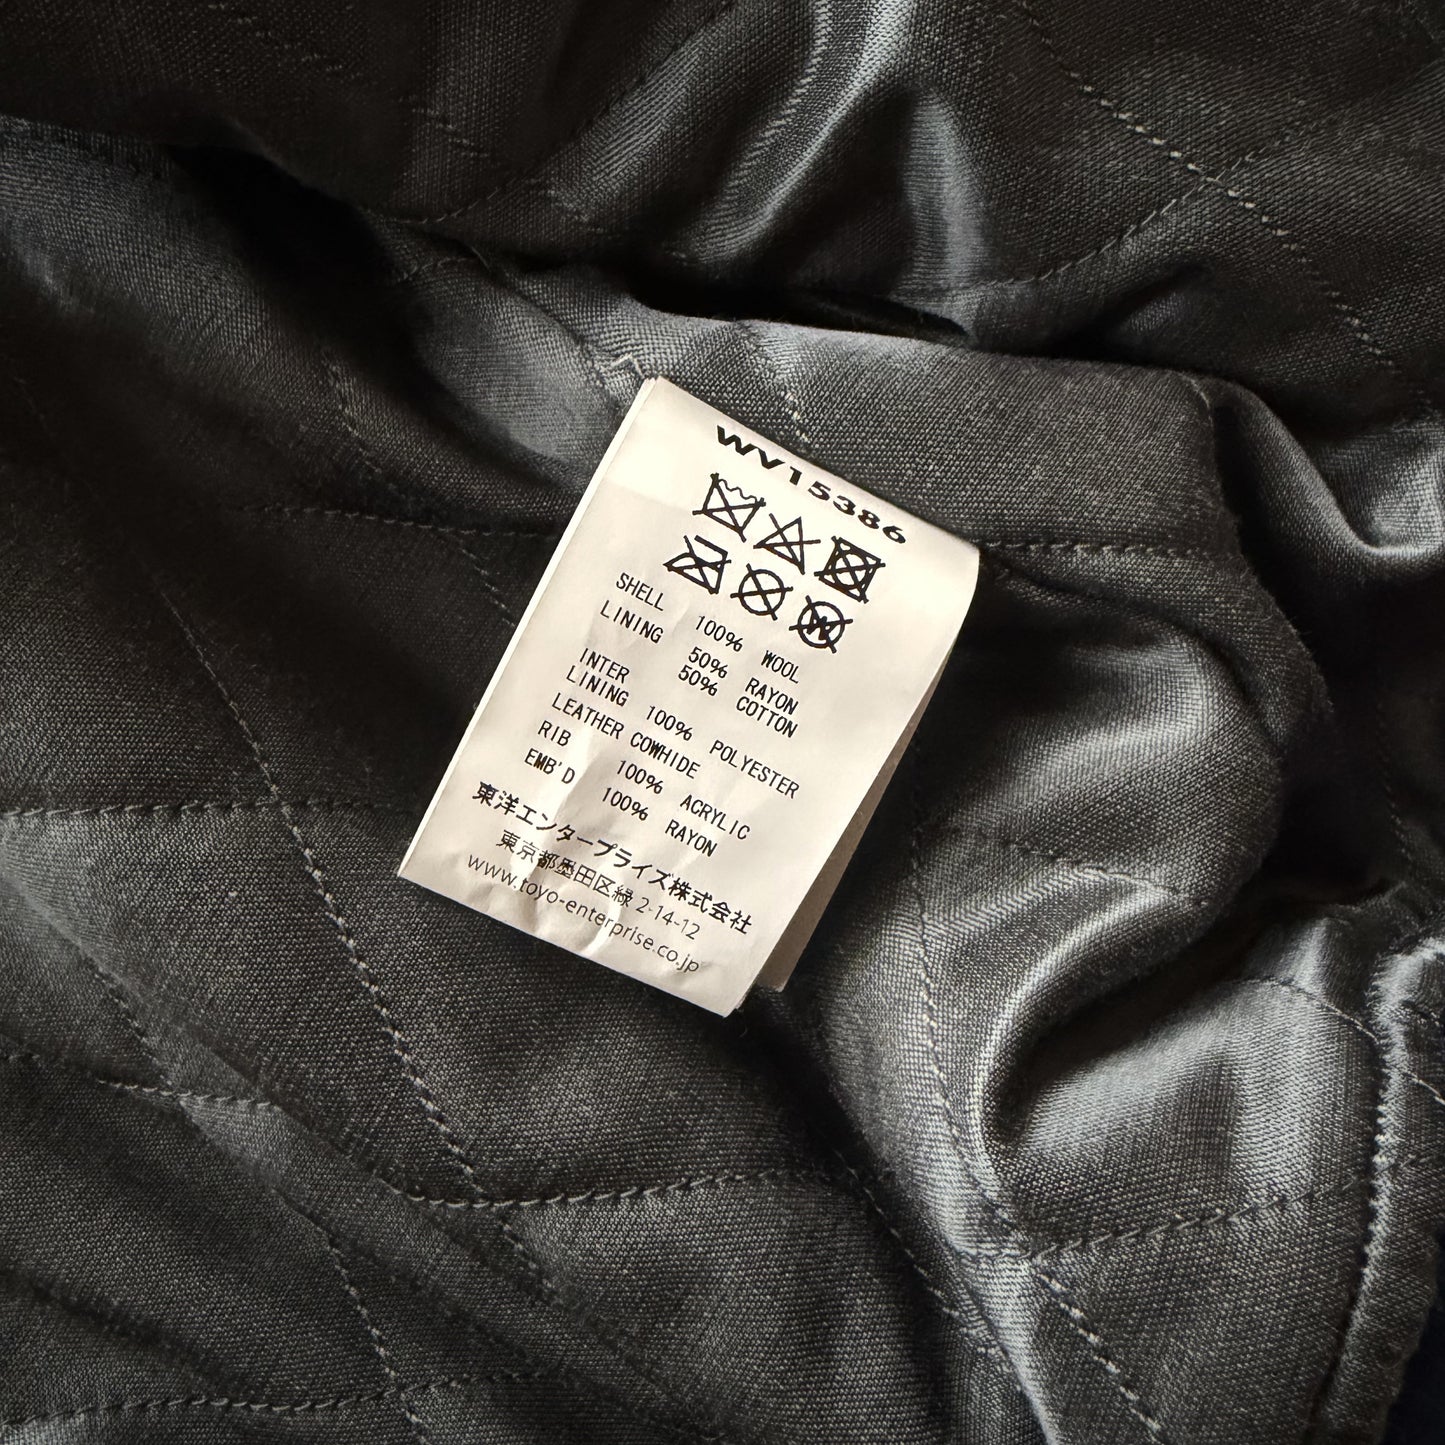 WV15386
SHELL 100% WOOL
LINING 50% RAYON
50% COTTON
INTER
LINING 100% POLYESTER
LEATHER COWHIDE
RIB 100% ACRYLIC
EMB'D 100% RAYON
東洋エンタープライズ株式会社
東京都墨田区緑 2-14-12
www.toyo-enterprise.co.jp